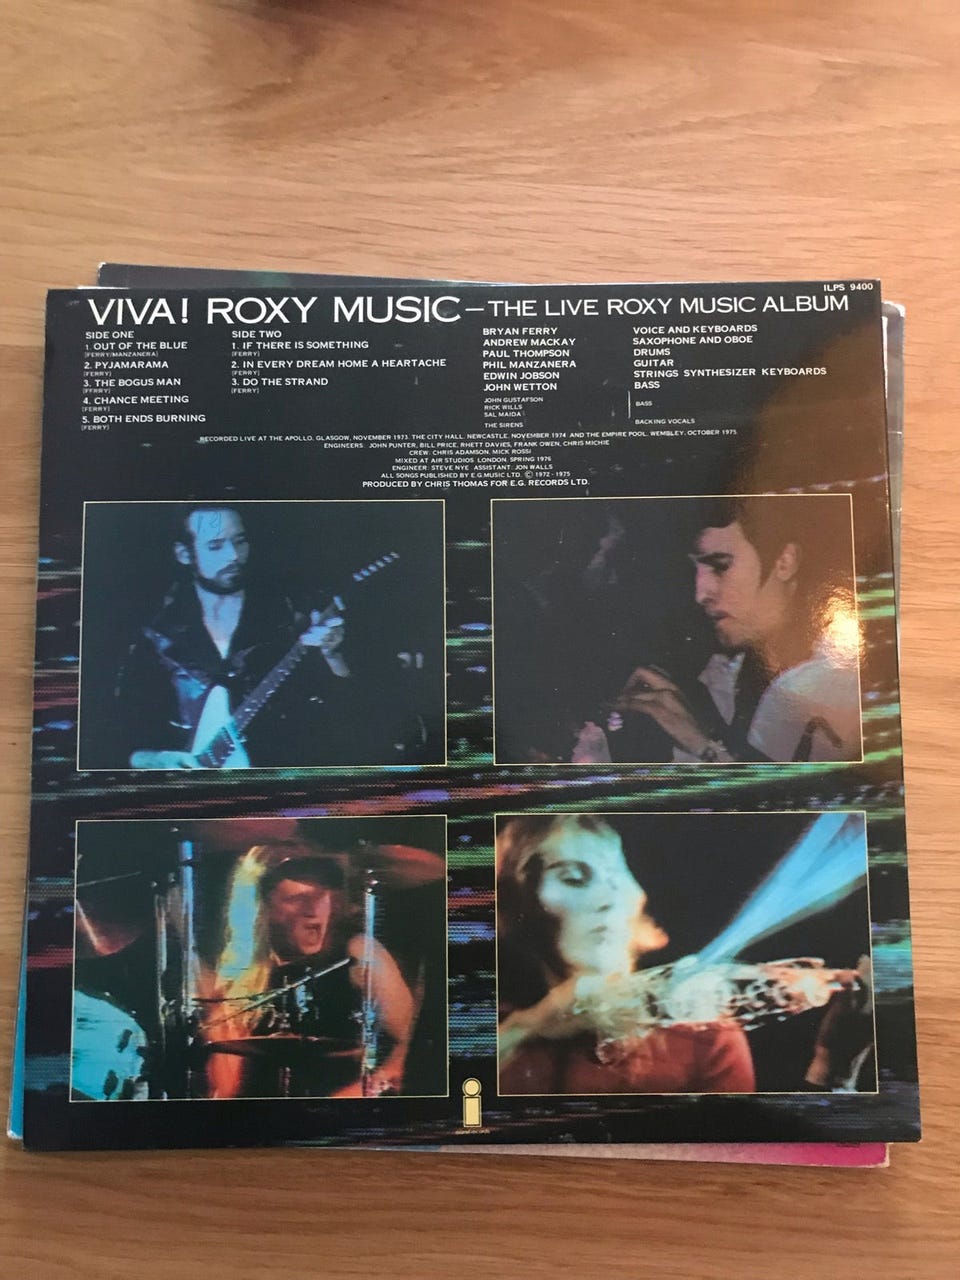 ILPS 9400
VIVA! ROXY MUSIC – THE LIVE ROXY MUSIC ALBUM
SIDE ONE
1. OUT OF THE BLUE
(FERRY/MANZANERA)
2. PYJAMARAMA
(FERRY)
3. THE BOGUS MAN
(FERRY)
4. CHANCE MEETING
(FERRY)
5. BOTH ENDS BURNING
(FERRY)
SIDE TWO
1. IF THERE IS SOMETHING
(FERRY)
2. IN EVERY DREAM HOME A HEARTACHE
(FERRY)
3. DO THE STRAND
(FERRY)
BRYAN FERRY VOICE AND KEYBOARDS
ANDREW MACKAY SAXOPHONE AND OBOE
PAUL THOMPSON DRUMS
PHIL MANZANERA GUITAR
EDWIN JOBSON STRINGS SYNTHESIZER KEYBOARDS
JOHN WETTON BASS
JOHN GUSTAFSON
RICK WILLS BASS
SAL MAIDA
THE SIRENS BACKING VOCALS
RECORDED LIVE AT THE APOLLO, GLASGOW, NOVEMBER 1973. THE CITY HALL, NEWCASTLE, NOVEMBER 1974 AND THE EMPIRE POOL, WEMBLEY, OCTOBER 1975.
ENGINEERS: JOHN PUNTER, BILL PRICE, RHETT DAVIES, FRANK OWEN, CHRIS MICHIE
CREW: CHRIS ADAMSON, MICK ROSSI
MIXED AT AIR STUDIOS LONDON, SPRING 1976
ENGINEER: STEVE NYE ASSISTANT: JON WALLS
ALL SONGS PUBLISHED BY E.G. MUSIC LTD. © 1972 - 1975
PRODUCED BY CHRIS THOMAS FOR E.G. RECORDS LTD.
island records